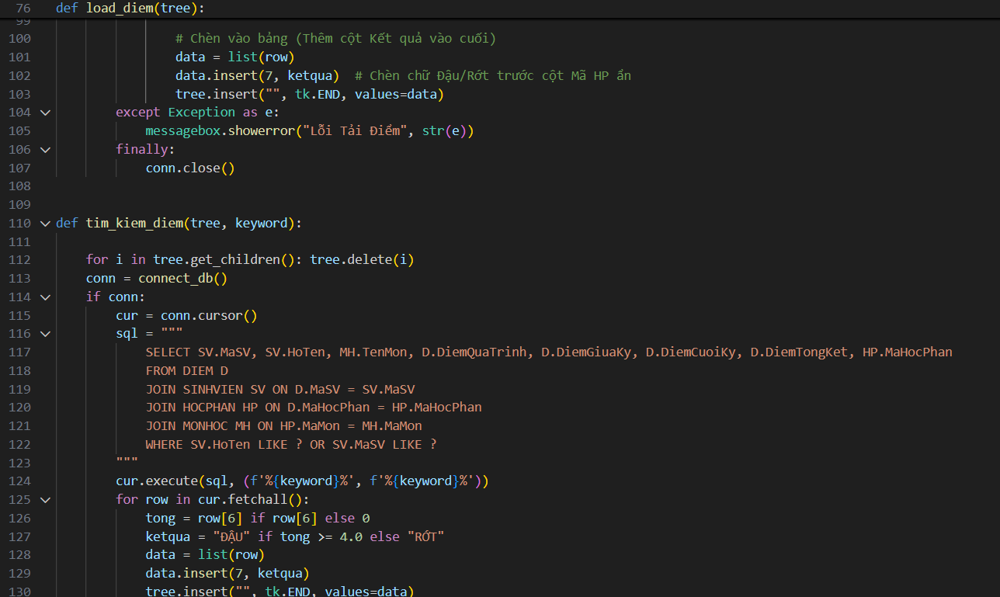 76 def load_diem(tree):
99
100 # Chèn vào bảng (Thêm cột Kết quả vào cuối)
101 data = list(row)
102 data.insert(7, ketqua)  # Chèn chữ Đậu/Rớt trước cột Mã HP ẩn
103 tree.insert("", tk.END, values=data)
104 except Exception as e:
105 messagebox.showerror("Lỗi Tải Điểm", str(e))
106 finally:
107 conn.close()
108
109
110 def tim_kiem_diem(tree, keyword):
111
112 for i in tree.get_children(): tree.delete(i)
113 conn = connect_db()
114 if conn:
115 cur = conn.cursor()
116 sql = """
117 SELECT SV.MaSV, SV.HoTen, MH.TenMon, D.DiemQuaTrinh, D.DiemGiuaKy, D.DiemCuoiKy, D.DiemTongKet, HP.MaHocPhan
118 FROM DIEM D
119 JOIN SINHVIEN SV ON D.MaSV = SV.MaSV
120 JOIN HOCPHAN HP ON D.MaHocPhan = HP.MaHocPhan
121 JOIN MONHOC MH ON HP.MaMon = MH.MaMon
122 WHERE SV.HoTen LIKE ? OR SV.MaSV LIKE ?
123 """
124 cur.execute(sql, (f'%{keyword}%', f'%{keyword}%'))
125 for row in cur.fetchall():
126 tong = row[6] if row[6] else 0
127 ketqua = "ĐẬU" if tong >= 4.0 else "RỚT"
128 data = list(row)
129 data.insert(7, ketqua)
130 tree.insert("", tk.END, values=data)